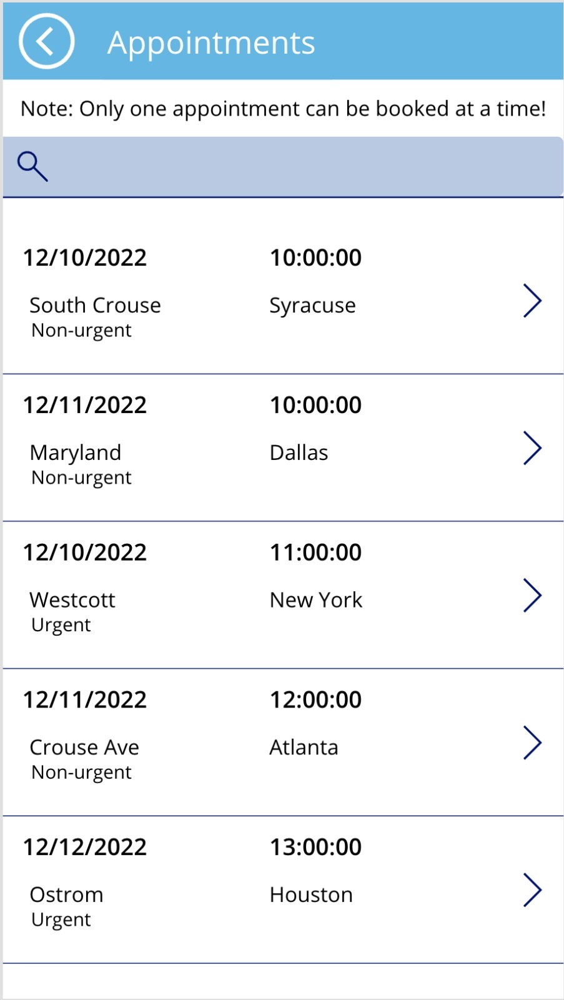 Appointments
Note: Only one appointment can be booked at a time!
12/10/2022 10:00:00
South Crouse Syracuse
Non-urgent
12/11/2022 10:00:00
Maryland Dallas
Non-urgent
12/10/2022 11:00:00
Westcott New York
Urgent
12/11/2022 12:00:00
Crouse Ave Atlanta
Non-urgent
12/12/2022 13:00:00
Ostrom Houston
Urgent